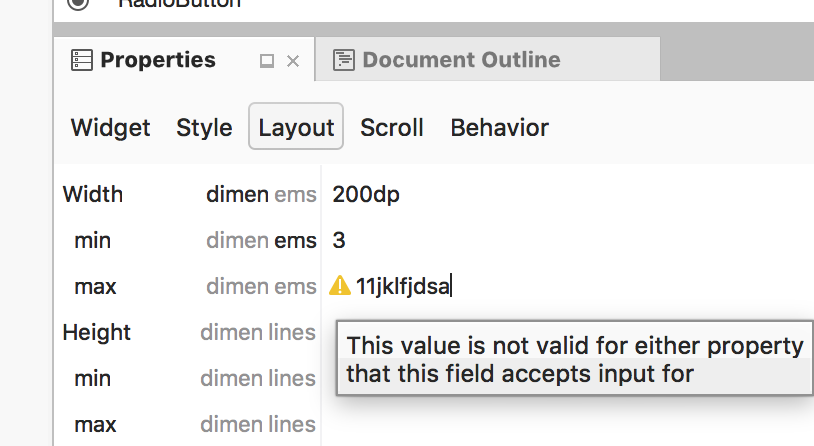 RadioButton
Properties Document Outline
Widget Style Layout Scroll Behavior
Width dimen ems 200dp
min dimen ems 3
max dimen ems 11jklfjdsa
Height dimen lines
This value is not valid for either property
that this field accepts input for
min dimen lines
max dimen lines